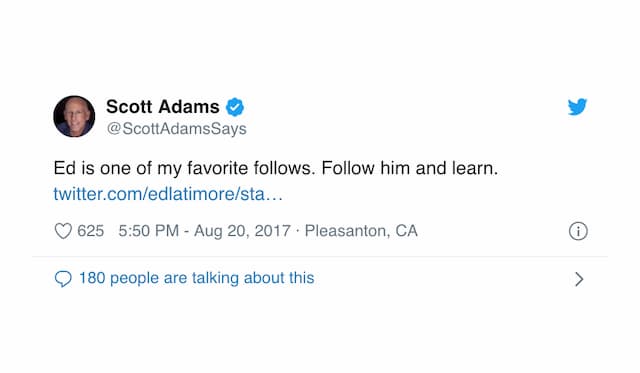 Scott Adams
@ScottAdamsSays
Ed is one of my favorite follows. Follow him and learn.
twitter.com/edlatimore/sta…
625 5:50 PM - Aug 20, 2017 · Pleasanton, CA
180 people are talking about this